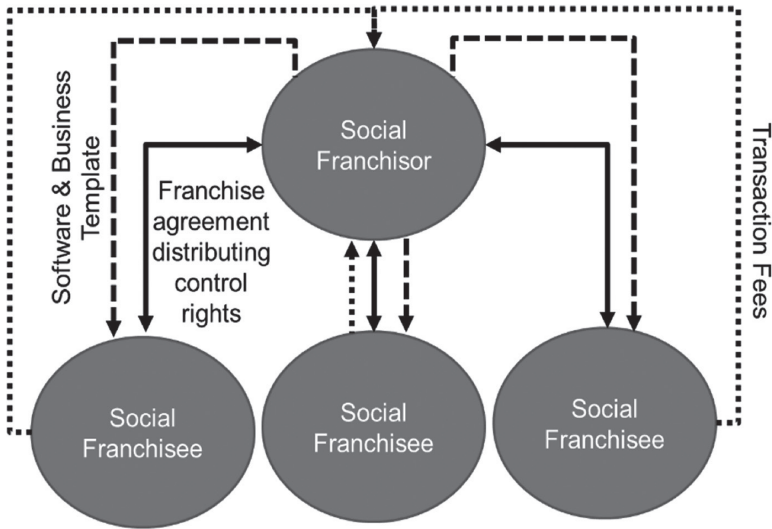 Social
Franchisor
Software & Business
Template
Franchise
agreement
distributing
control
rights
Transaction Fees
Social
Franchisee
Social
Franchisee
Social
Franchisee